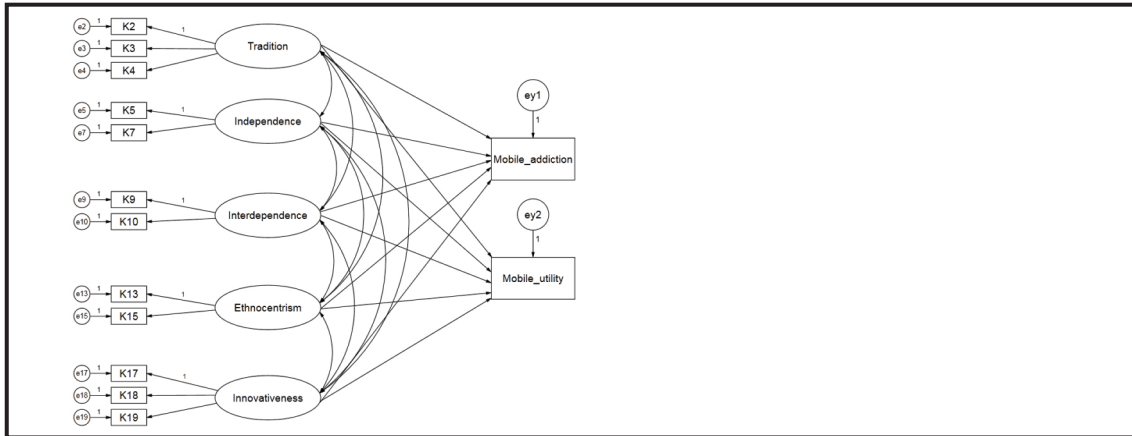 e2 1 K2 1
e3 1 K3
e4 1 K4
Tradition
e5 1 K5 1
e7 1 K7
Independence
e9 1 K9 1
e10 1 K10
Interdependence
e13 1 K13 1
e15 1 K15
Ethnocentrism
e17 1 K17 1
e18 1 K18
e19 1 K19
Innovativeness
ey1
1
Mobile_addiction
ey2
1
Mobile_utility